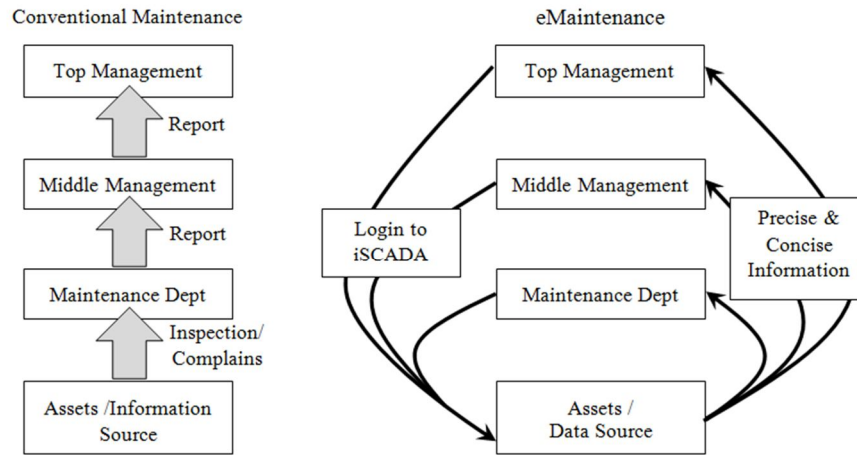 Conventional Maintenance
Top Management
Report
Middle Management
Report
Maintenance Dept
Inspection/
Complains
Assets /Information
Source
eMaintenance
Top Management
Middle Management
Login to
iSCADA
Precise &
Concise
Information
Maintenance Dept
Assets /
Data Source